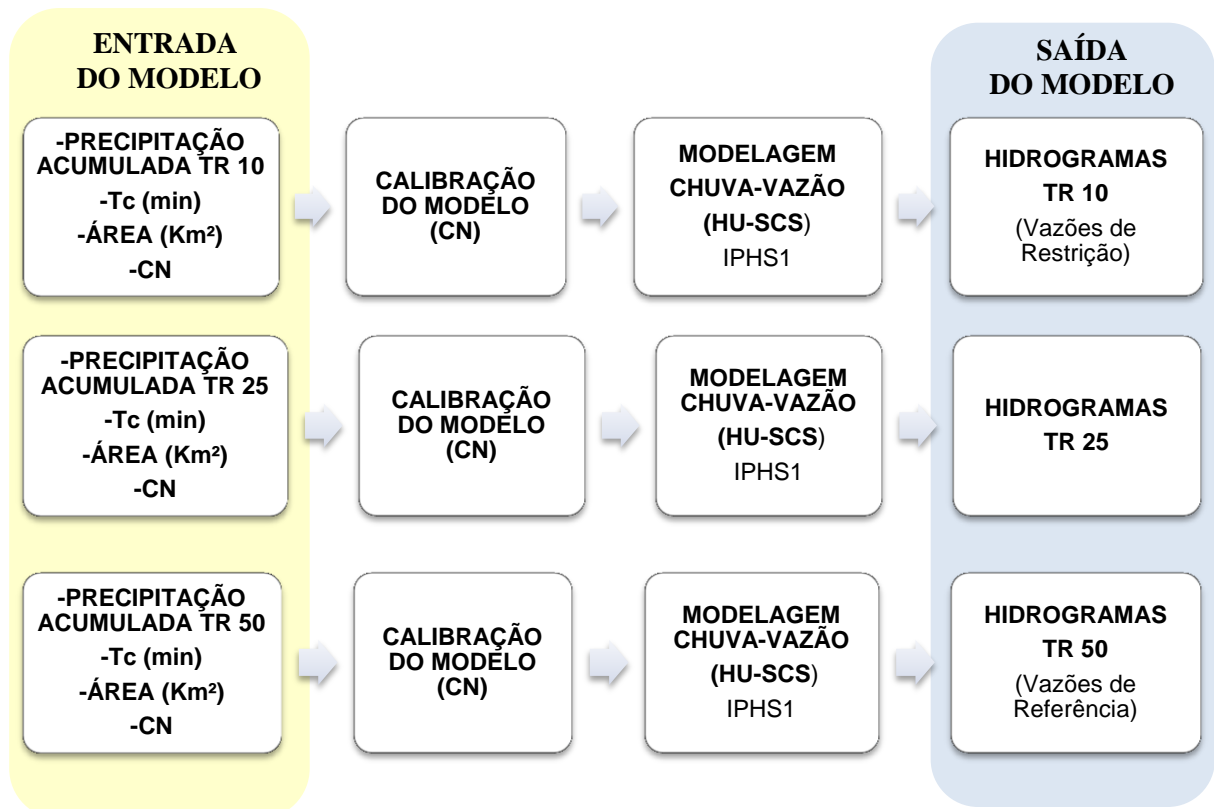 ENTRADA
DO MODELO
SAÍDA
DO MODELO
-PRECIPITAÇÃO
ACUMULADA TR 10
-Tc (min)
-ÁREA (Km²)
-CN
CALIBRAÇÃO
DO MODELO
(CN)
MODELAGEM
CHUVA-VAZÃO
(HU-SCS)
IPHS1
HIDROGRAMAS
TR 10
(Vazões de
Restrição)
-PRECIPITAÇÃO
ACUMULADA TR 25
-Tc (min)
-ÁREA (Km²)
-CN
CALIBRAÇÃO
DO MODELO
(CN)
MODELAGEM
CHUVA-VAZÃO
(HU-SCS)
IPHS1
HIDROGRAMAS
TR 25
-PRECIPITAÇÃO
ACUMULADA TR 50
-Tc (min)
-ÁREA (Km²)
-CN
CALIBRAÇÃO
DO MODELO
(CN)
MODELAGEM
CHUVA-VAZÃO
(HU-SCS)
IPHS1
HIDROGRAMAS
TR 50
(Vazões de
Referência)